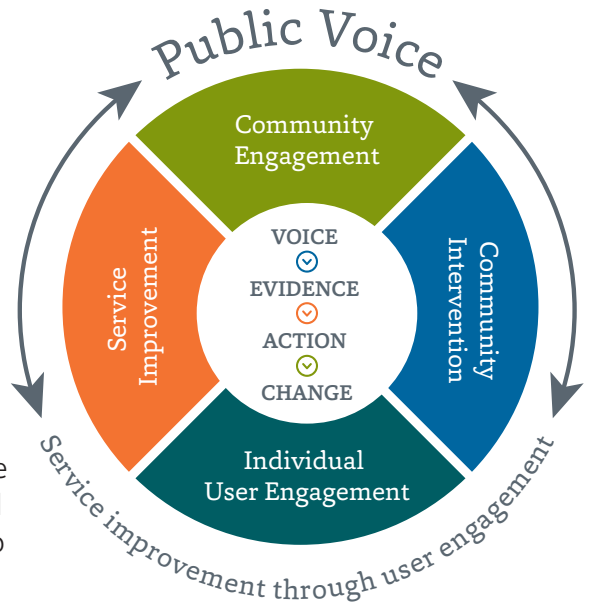 Public Voice
Community
Engagement
Service
Improvement
VOICE
EVIDENCE
ACTION
CHANGE
Community
Intervention
Individual
User Engagement
Service improvement through user engagement